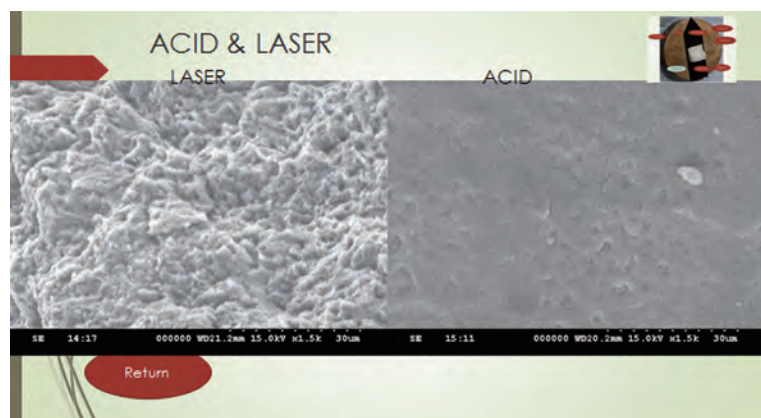 ACID & LASER
LASER
ACID
SE 14:17 000000 WD21.2mm 15.0kV x1.5k 30um
SE 15:11 000000 WD20.2mm 15.0kV x1.5k 30um
Return